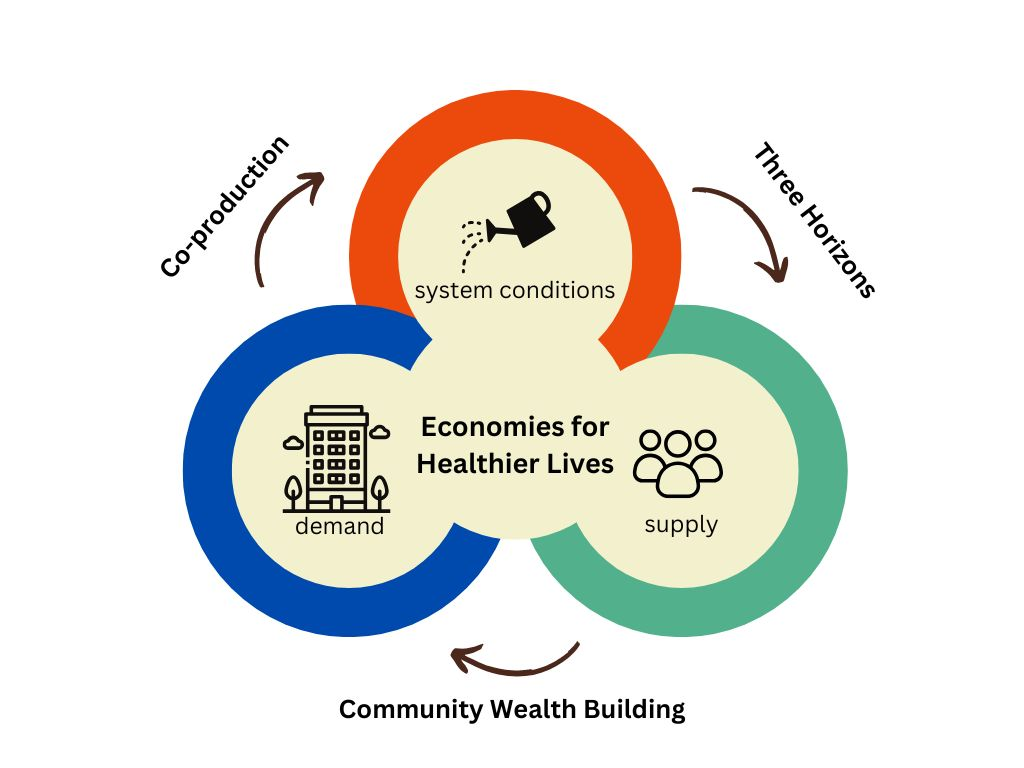 Co-production
Three Horizons
system conditions
Economies for
Healthier Lives
demand
supply
Community Wealth Building